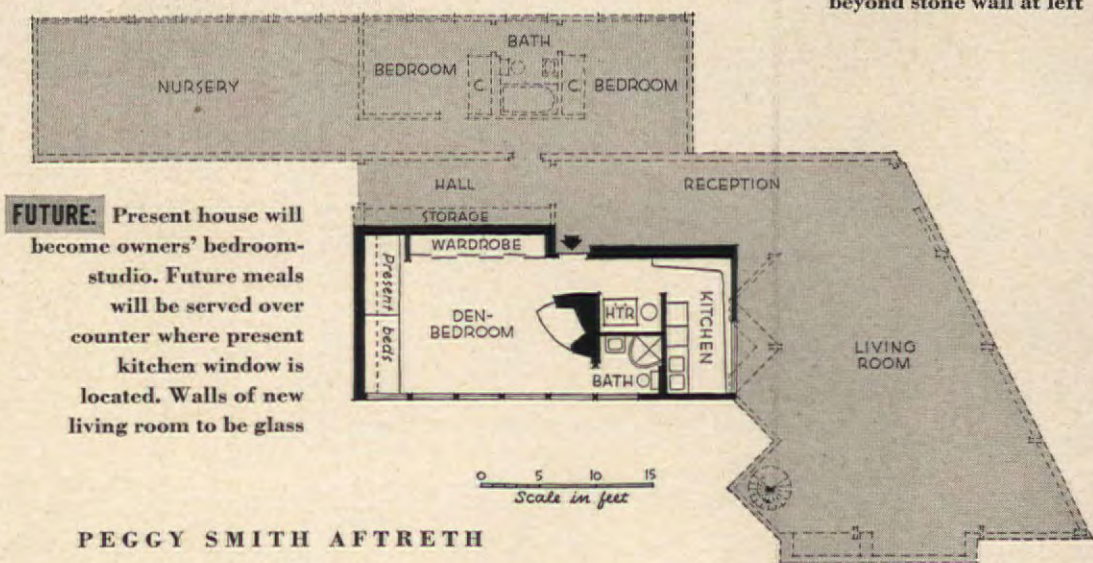 beyond stone wall at left
BATH
BEDROOM
C
C
BEDROOM
NURSERY
HALL
RECEPTION
STORAGE
FUTURE: Present house will
become owners' bedroom-
studio. Future meals
will be served over
counter where present
kitchen window is
located. Walls of new
living room to be glass
WARDROBE
Present beds
DEN-
BEDROOM
HTR
KITCHEN
BATH
LIVING
ROOM
0 5 10 15
Scale in feet
PEGGY SMITH AFTRETH